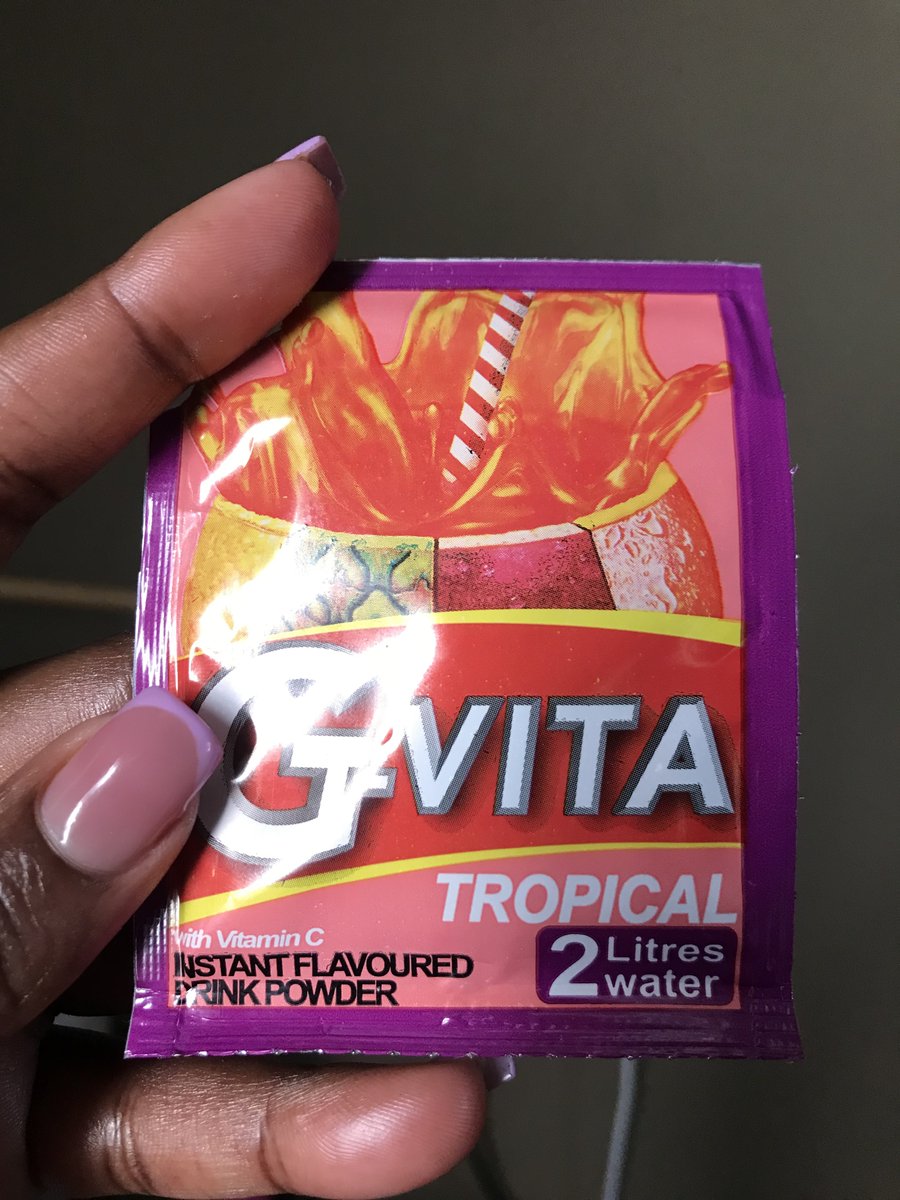 G-VITA
TROPICAL
with Vitamin C
INSTANT FLAVOURED
DRINK POWDER
2 Litres
water